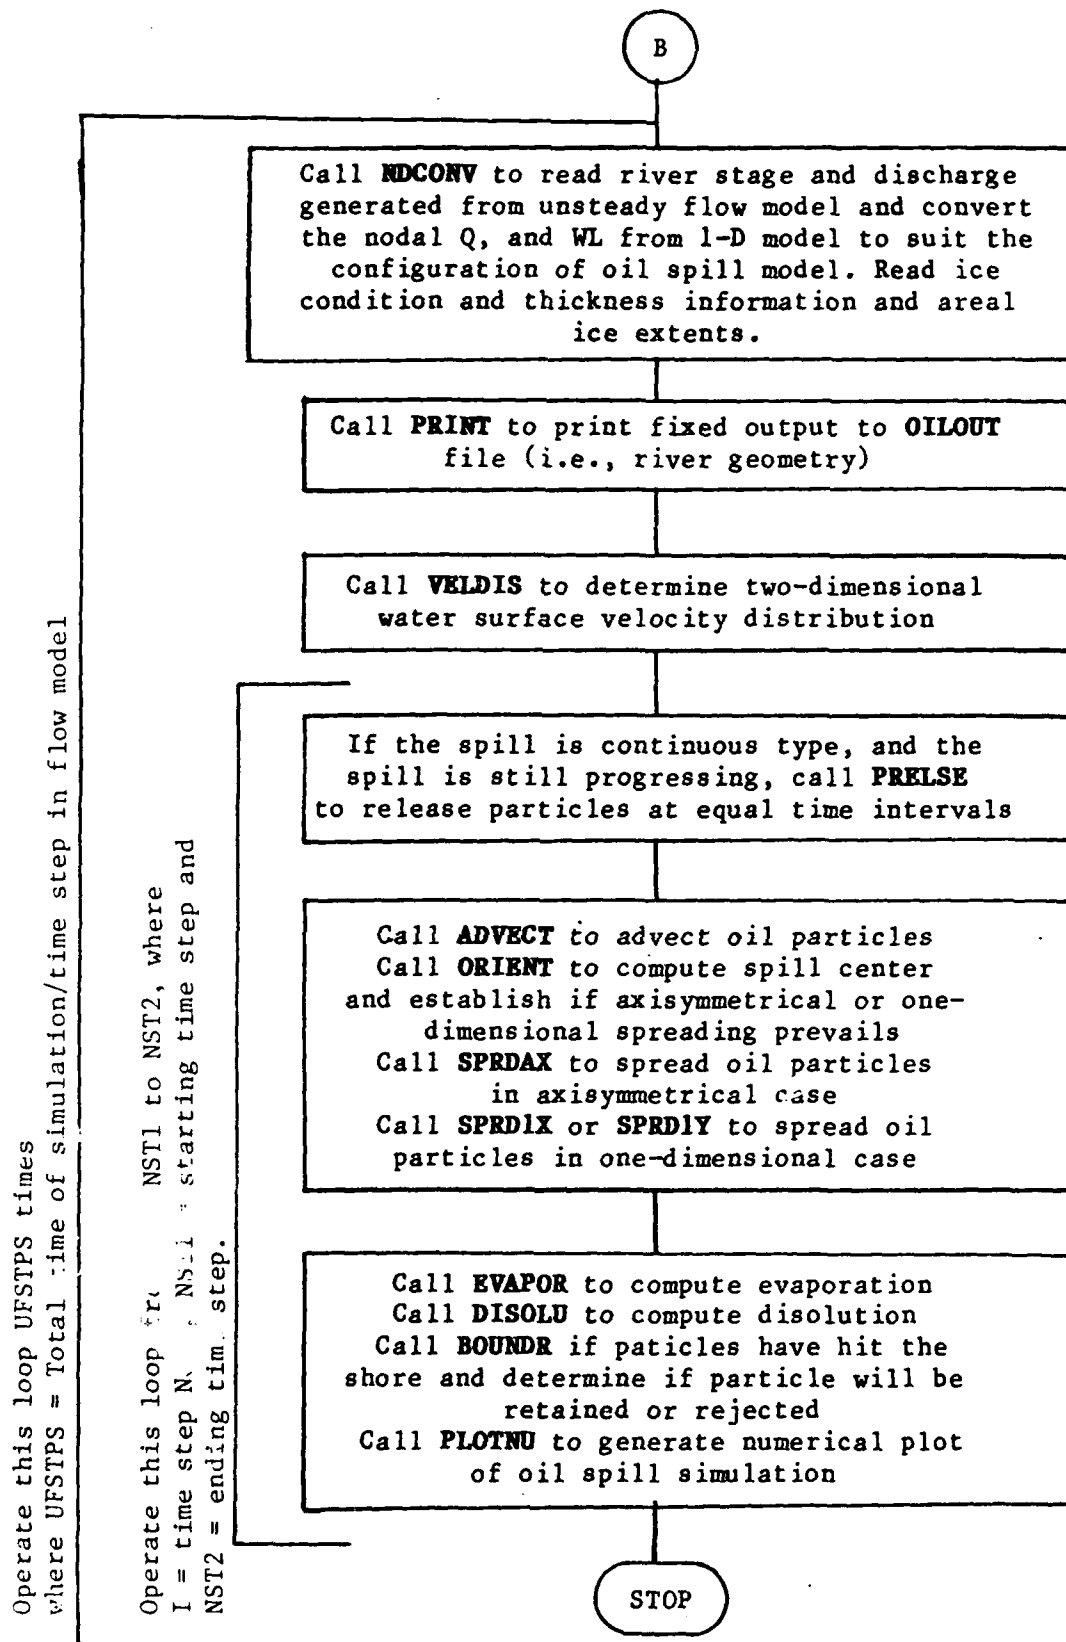 B
Call NDCONV to read river stage and discharge
generated from unsteady flow model and convert
the nodal Q, and WL from 1-D model to suit the
configuration of oil spill model. Read ice
condition and thickness information and areal
ice extents.
Call PRINT to print fixed output to OILOUT
file (i.e., river geometry)
Call VELDIS to determine two-dimensional
water surface velocity distribution
If the spill is continuous type, and the
spill is still progressing, call PRELSE
to release particles at equal time intervals
Call ADVECT to advect oil particles
Call ORIENT to compute spill center
and establish if axisymmetrical or one-
dimensional spreading prevails
Call SPRDAX to spread oil particles
in axisymmetrical case
Call SPRD1X or SPRD1Y to spread oil
particles in one-dimensional case
Call EVAPOR to compute evaporation
Call DISOLU to compute disolution
Call BOUNDR if paticles have hit the
shore and determine if particle will be
retained or rejected
Call PLOTNU to generate numerical plot
of oil spill simulation
STOP
Operate this loop UFSTPS times
where UFSTPS = Total of simulation/time step in flow model
Operate this loop NST1 to NST2, where
I = time step = starting time step and
NST2 = ending step.